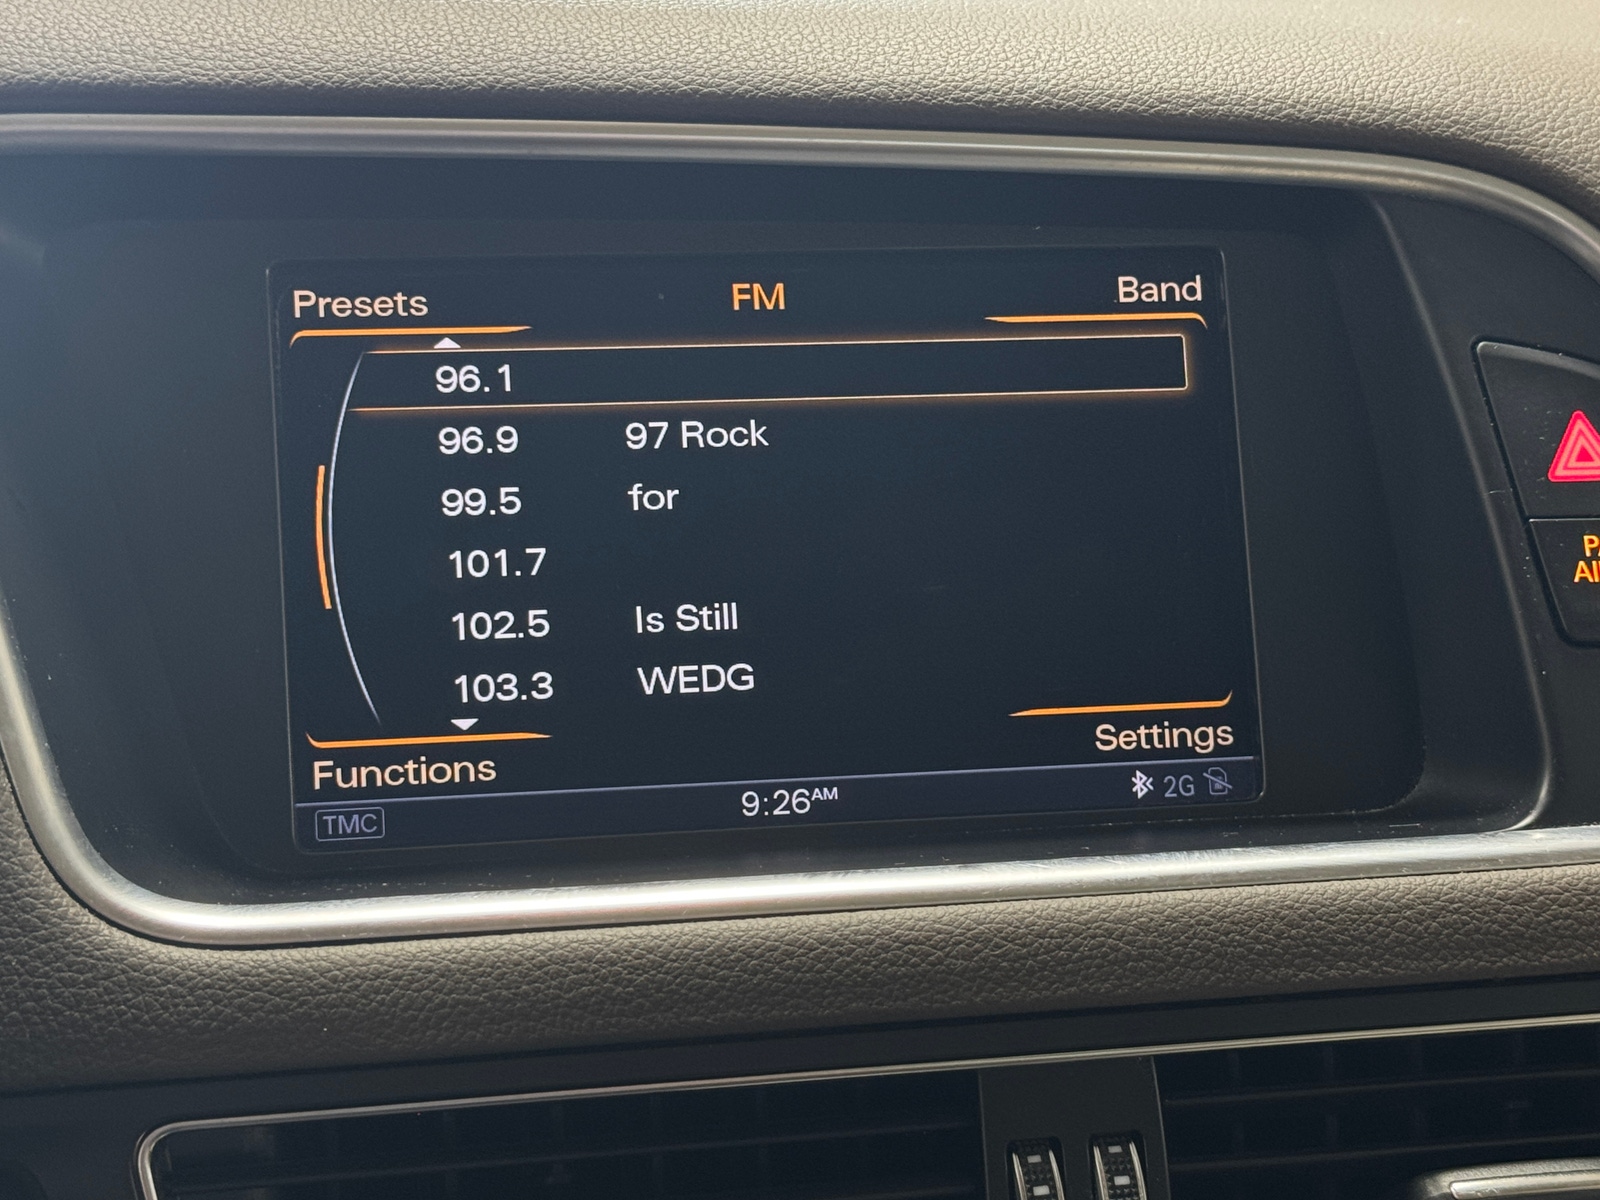 Presets FM Band
96.1
96.9 97 Rock
99.5 for
101.7
102.5 Is Still
103.3 WEDG
Settings
Functions
TMC 9:26AM 2G